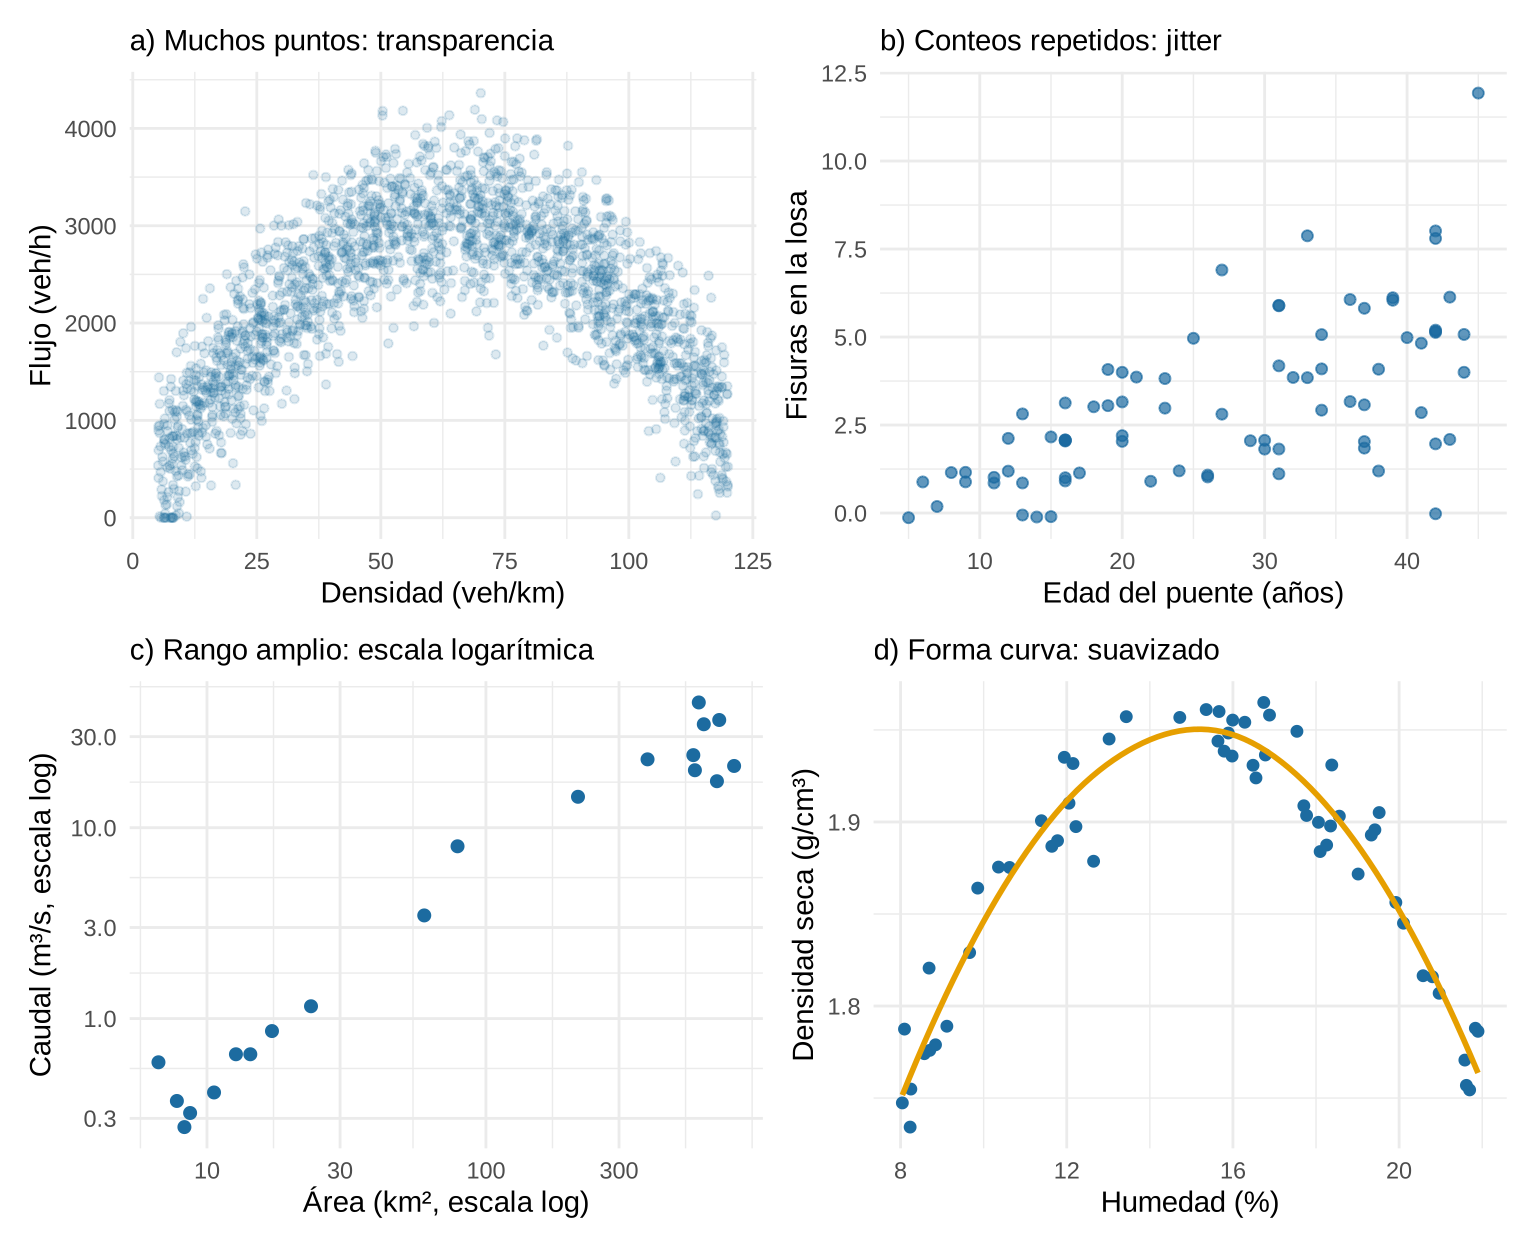 a) Muchos puntos: transparencia
4000
3000
2000
1000
0
0 25 50 75 100 125
Flujo (veh/h)
Densidad (veh/km)
b) Conteos repetidos: jitter
12.5
10.0
7.5
5.0
2.5
0.0
10 20 30 40
Fisuras en la losa
Edad del puente (años)
c) Rango amplio: escala logarítmica
30.0
10.0
3.0
1.0
0.3
10 30 100 300
Caudal (m³/s, escala log)
Área (km², escala log)
d) Forma curva: suavizado
1.9
1.8
8 12 16 20
Densidad seca (g/cm³)
Humedad (%)